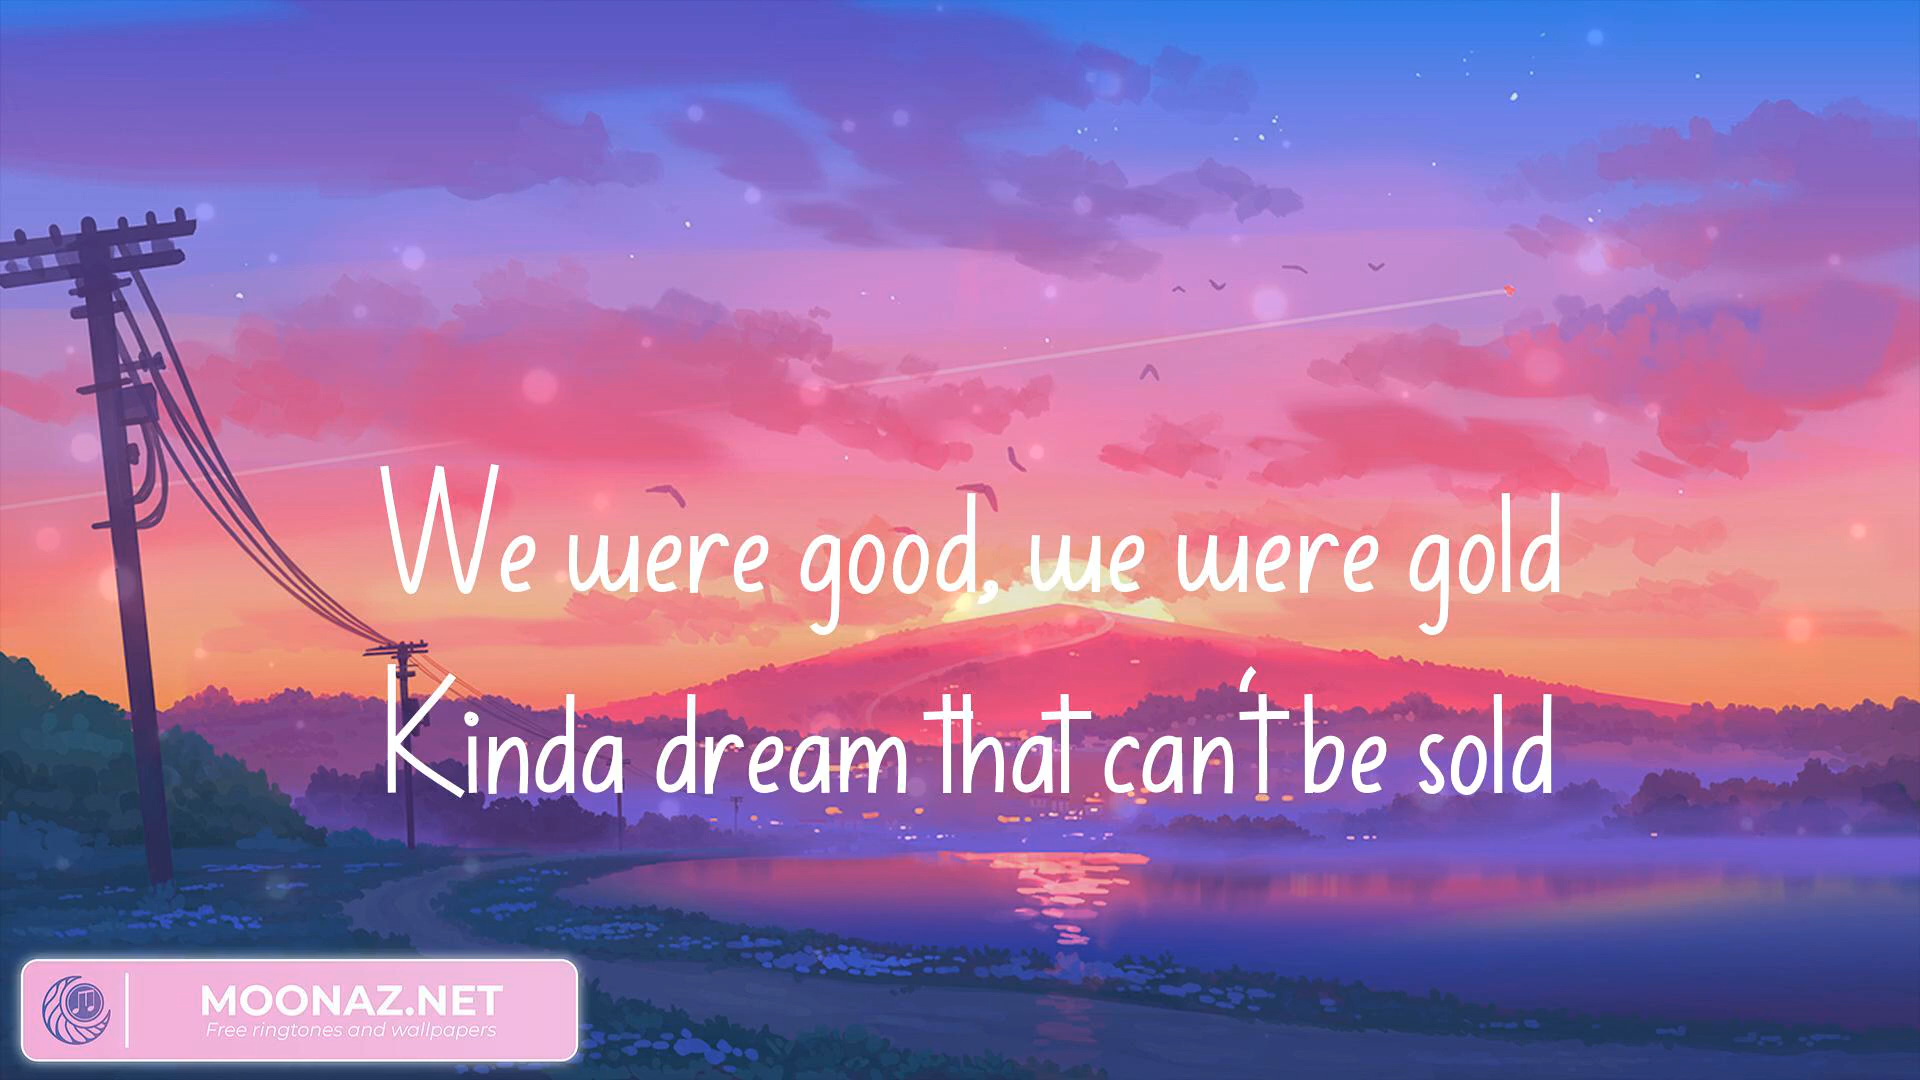 We were good, we were gold
Kinda dream that can't be sold
MOONAZ.NET
Free ringtones and wallpapers